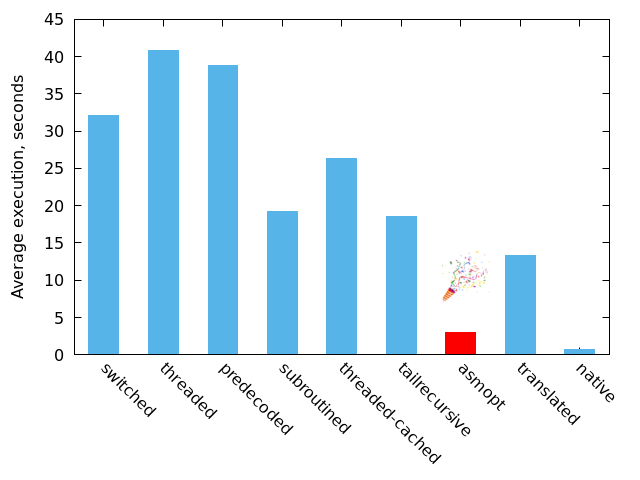 45
40
35
30
25
20
15
10
5
0
Average execution, seconds
switched
threaded
predecoded
subroutined
threaded-cached
tailrecursive
asmopt
translated
native